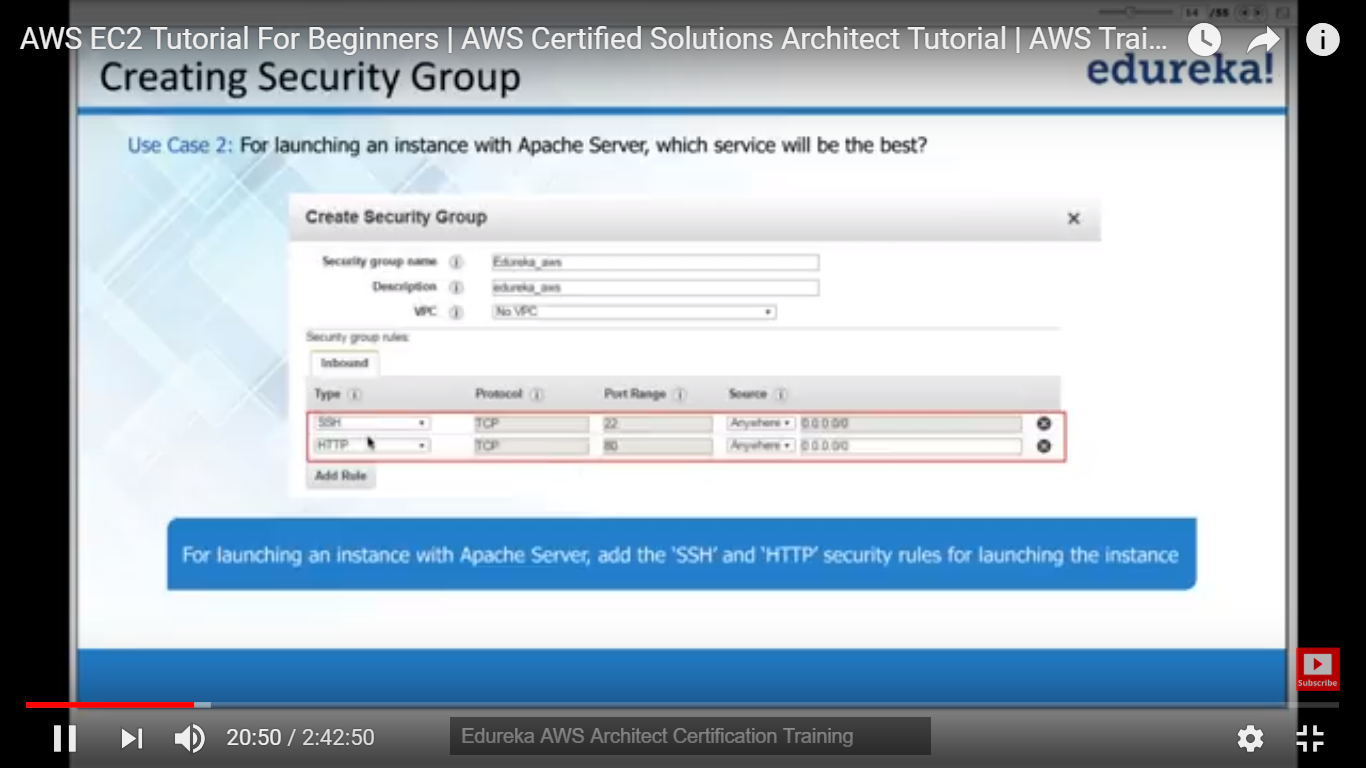 14 /55
AWS EC2 Tutorial For Beginners | AWS Certified Solutions Architect Tutorial | AWS Trai...
Creating Security Group
edureka!
Use Case 2: For launching an instance with Apache Server, which service will be the best?
Create Security Group
Security group name Edureka_aws
Description edureka_aws
VPC No VPC
Security group rules:
Inbound
Type Protocol Port Range Source
SSH TCP 22 Anywhere 0.0.0.0/0
HTTP TCP 80 Anywhere 0.0.0.0/0
Add Rule
For launching an instance with Apache Server, add the 'SSH' and 'HTTP' security rules for launching the instance
Subscribe
20:50 / 2:42:50
Edureka AWS Architect Certification Training